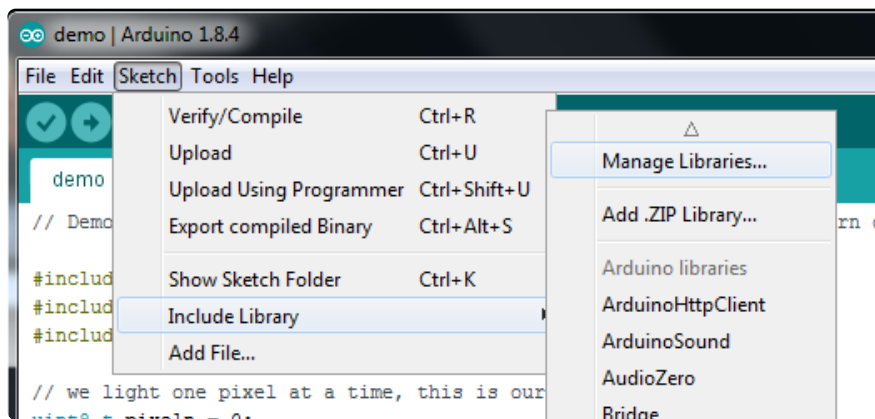 demo | Arduino 1.8.4
File Edit Sketch Tools Help
Verify/Compile Ctrl+R
Upload Ctrl+U
Upload Using Programmer Ctrl+Shift+U
Export compiled Binary Ctrl+Alt+S
Show Sketch Folder Ctrl+K
Include Library
Add File...
Manage Libraries...
Add .ZIP Library...
Arduino libraries
ArduinoHttpClient
ArduinoSound
AudioZero
Bridge
demo
// Demo
#includ
#includ
#includ
// we light one pixel at a time, this is our
uint8_t pixeln = 0;